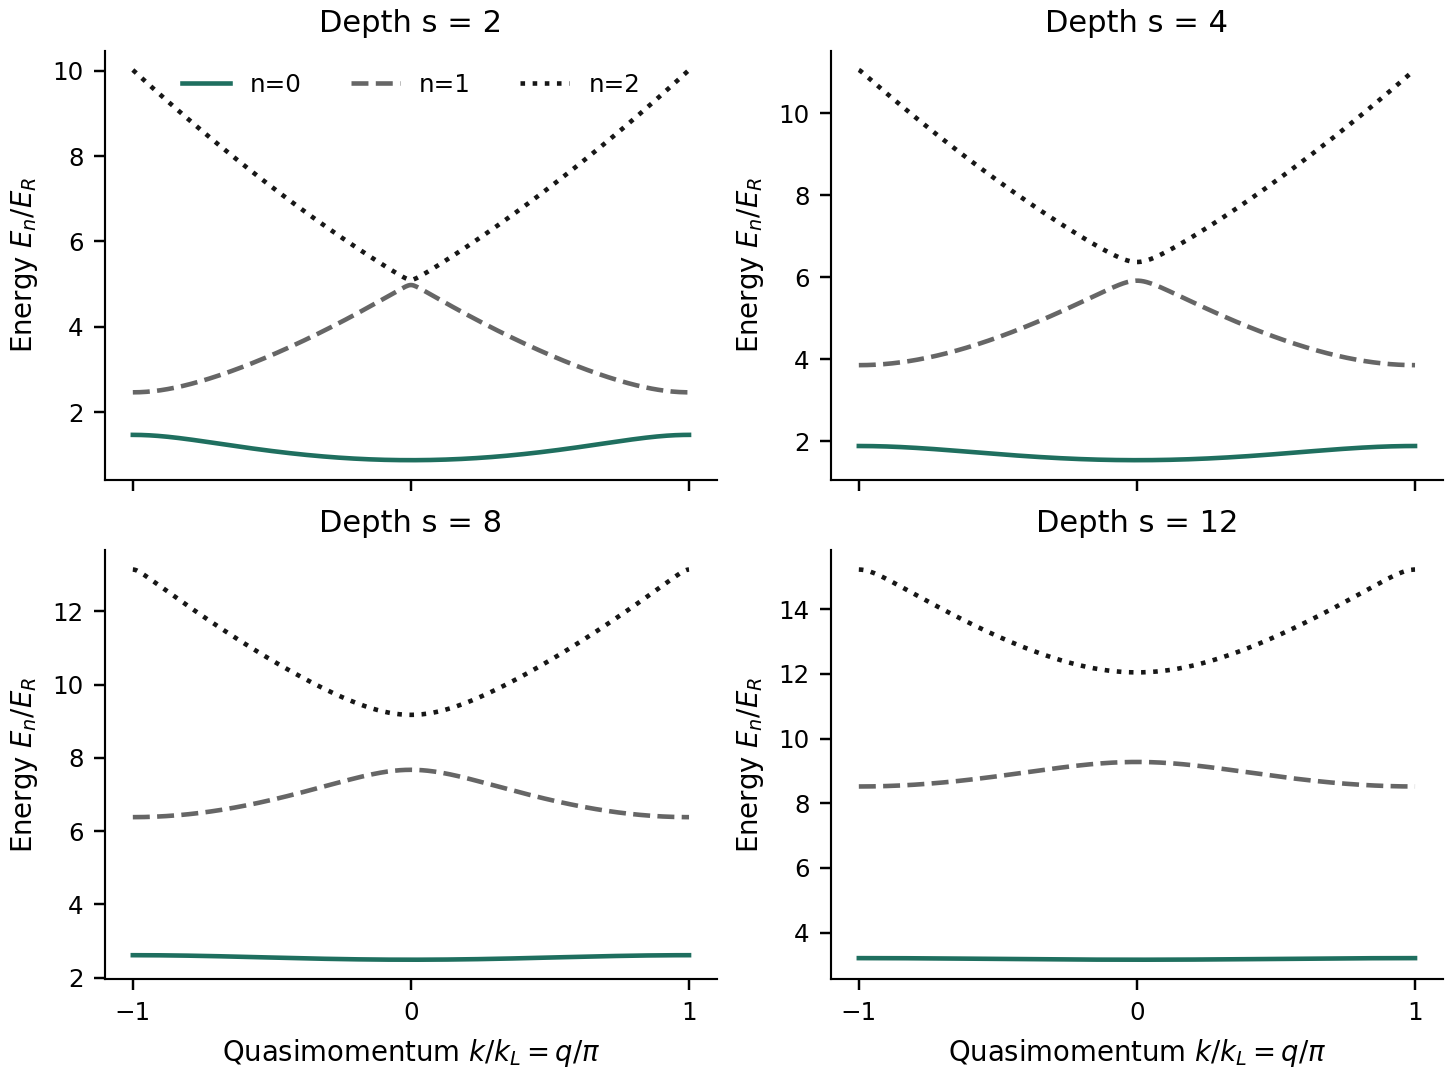 Depth s = 2
10
8
6
4
2
Energy $E_n/E_R$
n=0 n=1 n=2
Depth s = 4
10
8
6
4
2
Energy $E_n/E_R$
Depth s = 8
12
10
8
6
4
2
Energy $E_n/E_R$
−1 0 1
Quasimomentum $k/k_L = q/\pi$
Depth s = 12
14
12
10
8
6
4
Energy $E_n/E_R$
−1 0 1
Quasimomentum $k/k_L = q/\pi$